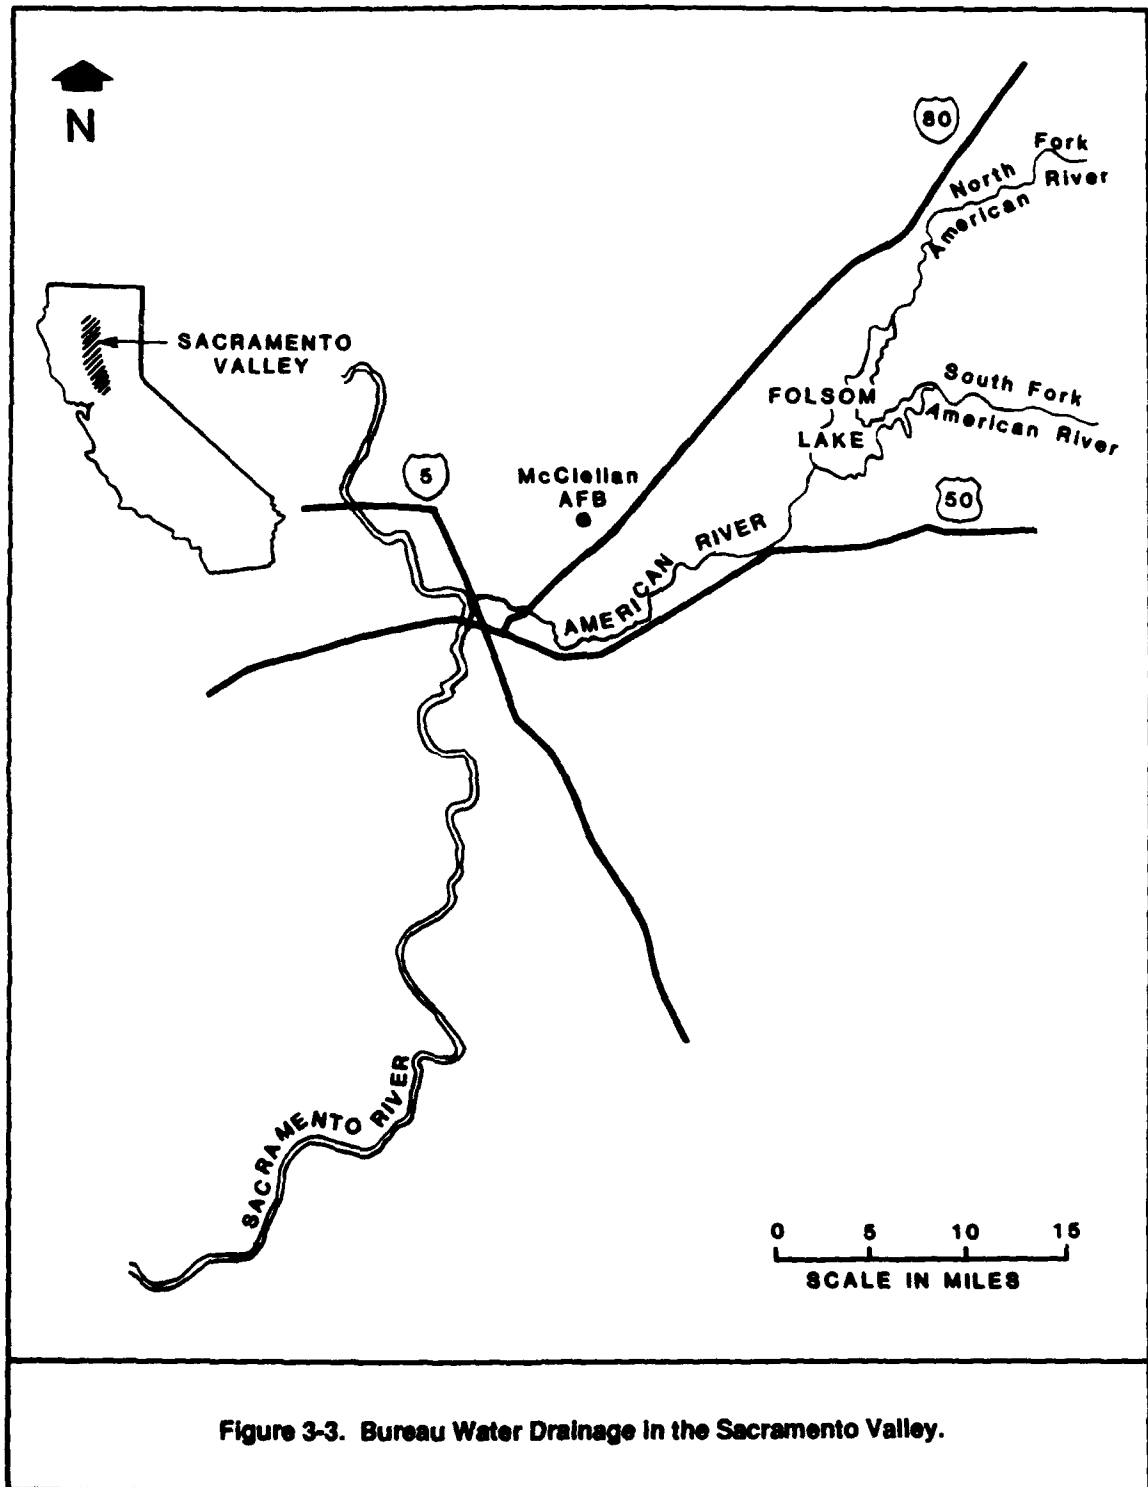 N
80
North Fork
American River
SACRAMENTO
VALLEY
FOLSOM
LAKE
South Fork
American River
5
McClellan
AFB
50
AMERICAN RIVER
SACRAMENTO RIVER
0 5 10 15
SCALE IN MILES
Figure 3-3. Bureau Water Drainage in the Sacramento Valley.